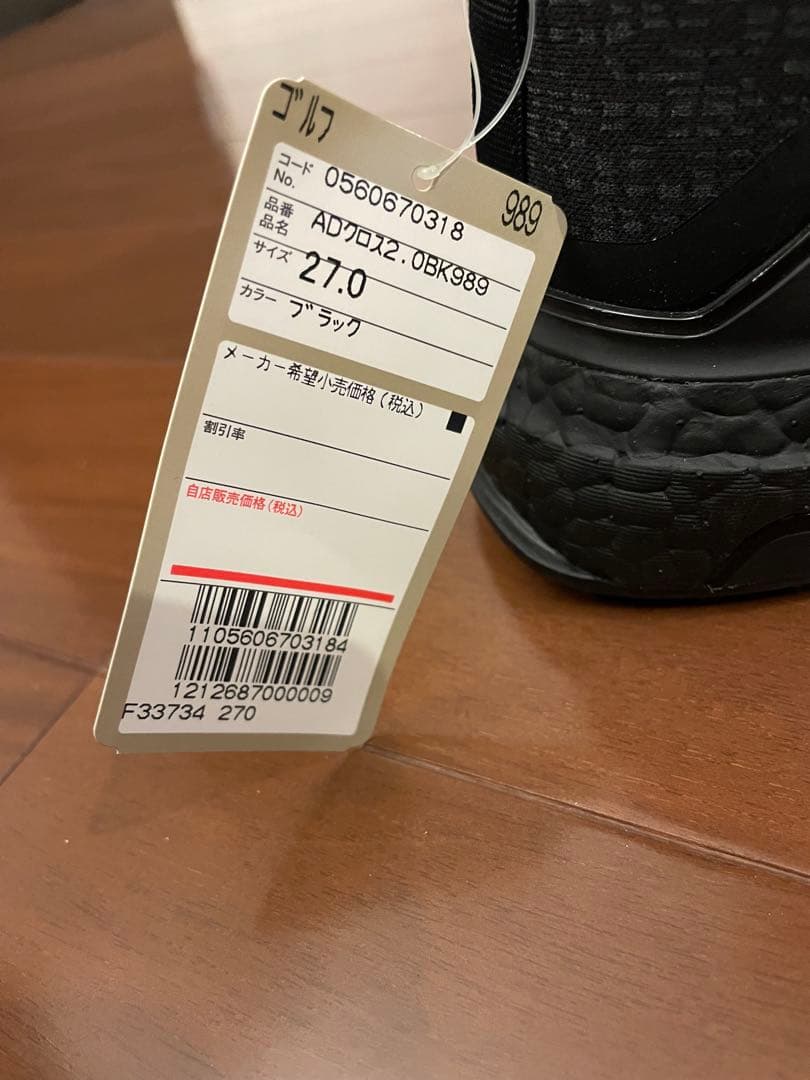 ゴルフ
989
コード No. 0560670318
品番 品名 ADクロス2.0BK989
サイズ 27.0
カラー ブラック
メーカー希望小売価格(税込)
割引率
自店販売価格(税込)
1105606703184
1212687000009
F33734 270